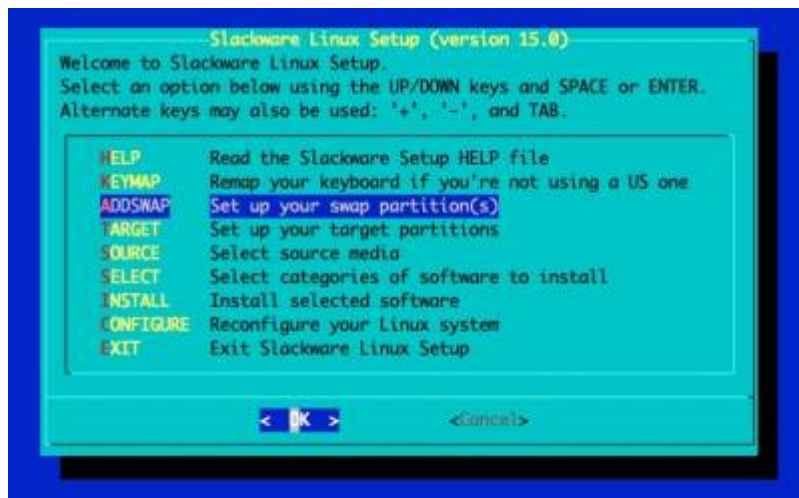 Slackware Linux Setup (version 15.0)
Welcome to Slackware Linux Setup.
Select an option below using the UP/DOWN keys and SPACE or ENTER.
Alternate keys may also be used: '+', '-', and TAB.
HELP Read the Slackware Setup HELP file
KEYMAP Remap your keyboard if you're not using a US one
ADDSWAP Set up your swap partition(s)
TARGET Set up your target partitions
SOURCE Select source media
SELECT Select categories of software to install
INSTALL Install selected software
CONFIGURE Reconfigure your Linux system
EXIT Exit Slackware Linux Setup
< OK > <Cancel>